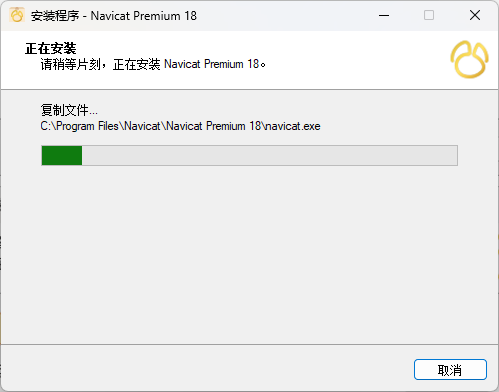 安装程序 - Navicat Premium 18
正在安装
请稍等片刻，正在安装 Navicat Premium 18。
复制文件...
C:\Program Files\Navicat\Navicat Premium 18\navicat.exe
取消